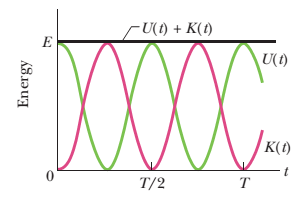 U(t) + K(t)
E
U(t)
Energy
K(t)
0
T/2
T
t